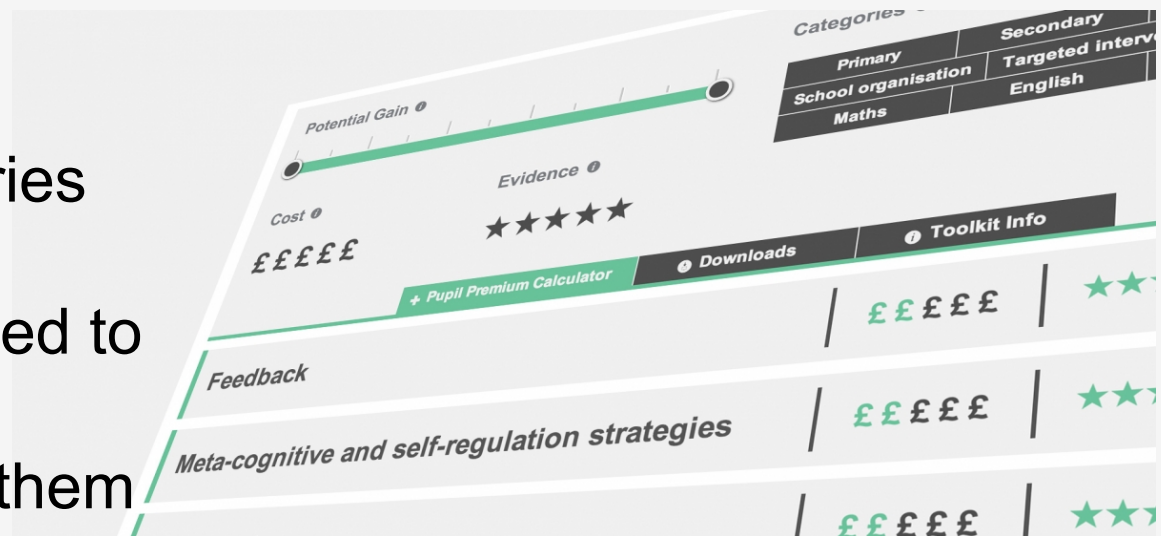 ries
ed to
them
Potential Gain
Categories
Primary
Secondary
School organisation
Targeted interv
Maths
English
Cost
Evidence
£££££
★★★★★
+ Pupil Premium Calculator
Downloads
Toolkit Info
Feedback
£££££
Meta-cognitive and self-regulation strategies
£££££
£££££